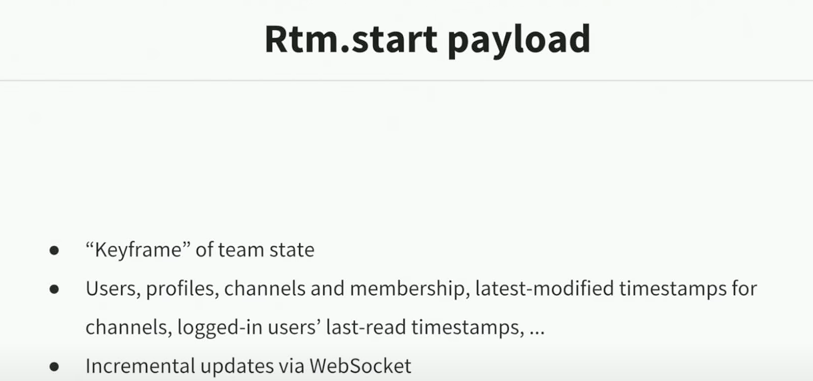 Rtm.start payload
● “Keyframe” of team state
● Users, profiles, channels and membership, latest-modified timestamps for
channels, logged-in users’ last-read timestamps, ...
● Incremental updates via WebSocket